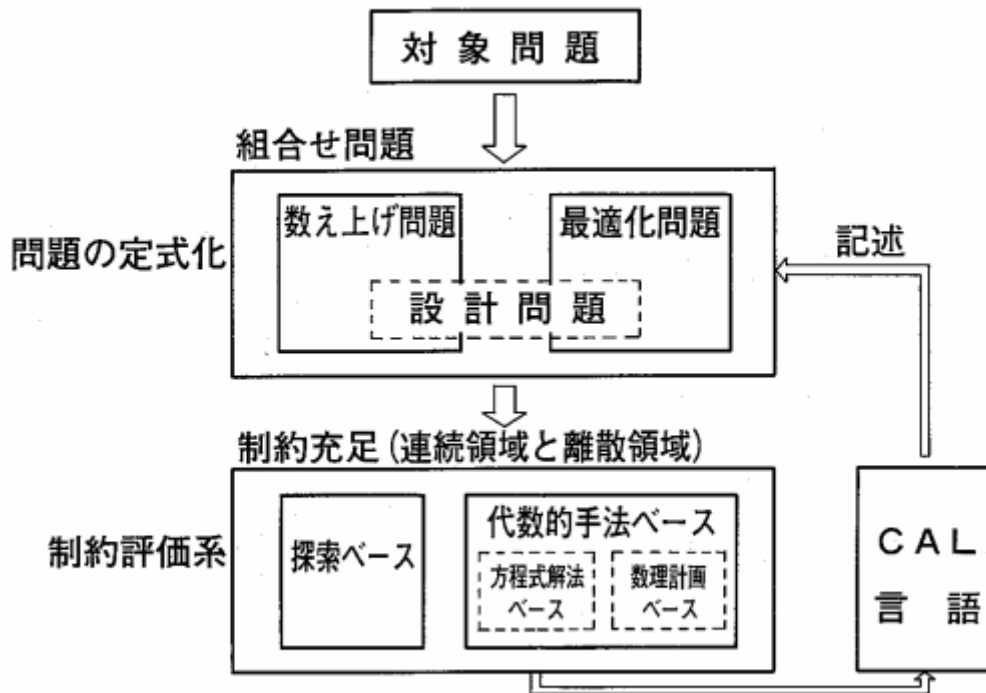 対象問題
組合せ問題
数え上げ問題
最適化問題
問題の定式化
記述
設計問題
制約充足(連続領域と離散領域)
制約評価系
探索ベース
代数的手法ベース
方程式解法
ベース
数理計画
ベース
CAL
言語